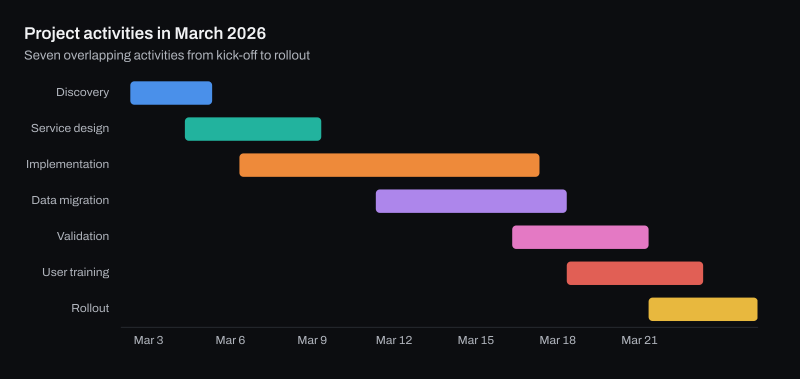 Project activities in March 2026
Seven overlapping activities from kick-off to rollout
Discovery
Service design
Implementation
Data migration
Validation
User training
Rollout
Mar 3 Mar 6 Mar 9 Mar 12 Mar 15 Mar 18 Mar 21